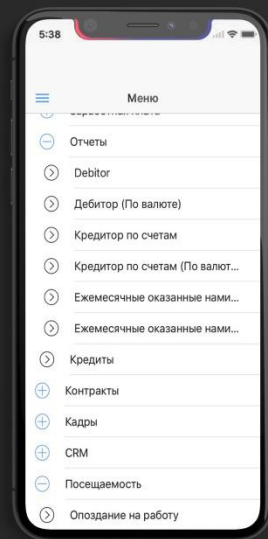 5:38
Меню
Отчеты
Debitor
Дебитор (По валюте)
Кредитор по счетам
Кредитор по счетам (По валют...
Ежемесячные оказанные нами...
Ежемесячные оказанные нами...
Кредиты
Контракты
Кадры
CRM
Посещаемость
Опоздание на работу